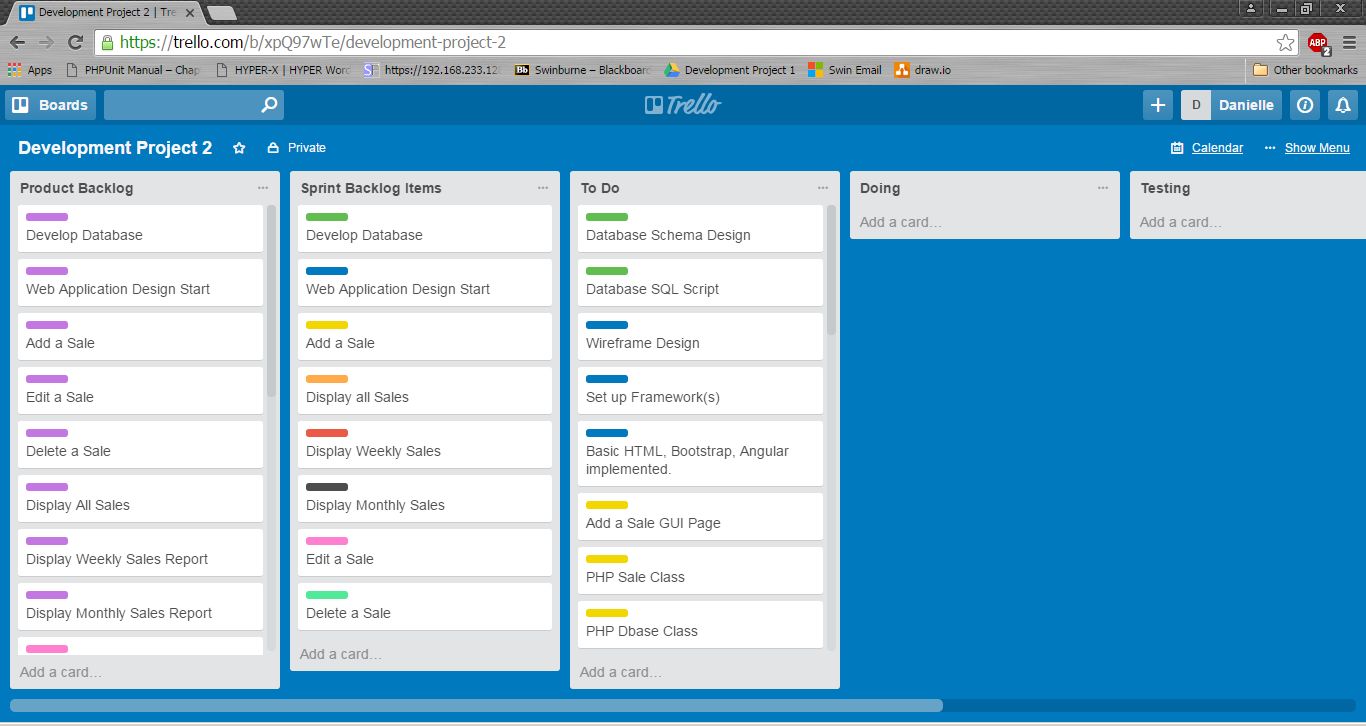 Development Project 2 | Tre
https://trello.com/b/xpQ97wTe/development-project-2
ABP
2
Apps
PHPUnit Manual – Chap
HYPER-X | HYPER Word
https://192.168.233.128
Bb
Swinburne – Blackboard
Development Project 1
Swin Email
draw.io
Other bookmarks
Boards
Trello
D
Danielle
Development Project 2
Private
Calendar
Show Menu
Product Backlog
Develop Database
Web Application Design Start
Add a Sale
Edit a Sale
Delete a Sale
Display All Sales
Display Weekly Sales Report
Display Monthly Sales Report
Add a card…
Sprint Backlog Items
Develop Database
Web Application Design Start
Add a Sale
Display all Sales
Display Weekly Sales
Display Monthly Sales
Edit a Sale
Delete a Sale
Add a card…
To Do
Database Schema Design
Database SQL Script
Wireframe Design
Set up Framework(s)
Basic HTML, Bootstrap, Angular
implemented.
Add a Sale GUI Page
PHP Sale Class
PHP Dbase Class
Add a card…
Doing
Add a card…
Testing
Add a card…